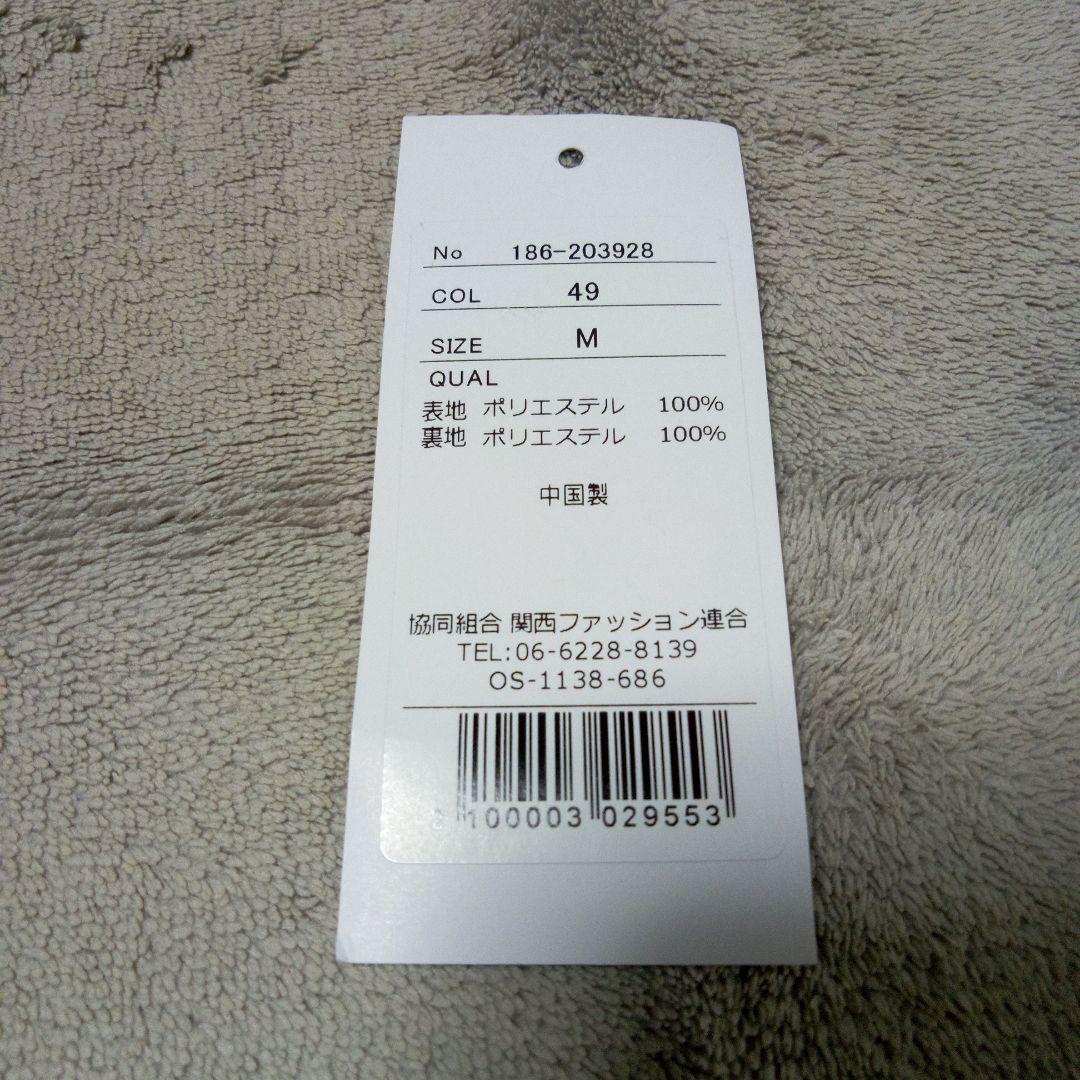 No 186-203928
COL 49
SIZE M
QUAL
表地 ポリエステル 100%
裏地 ポリエステル 100%
中国製
協同組合 関西ファッション連合
TEL:06-6228-8139
OS-1138-686
100003 029553